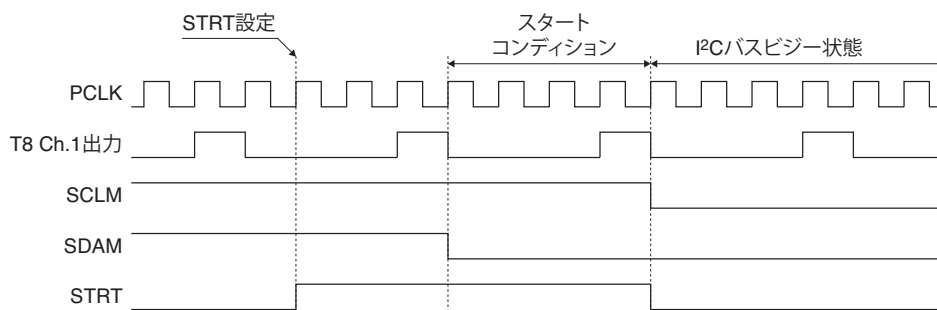 STRT設定
スタート
コンディション
I²Cバスビジー状態
PCLK
T8 Ch.1出力
SCLM
SDAM
STRT